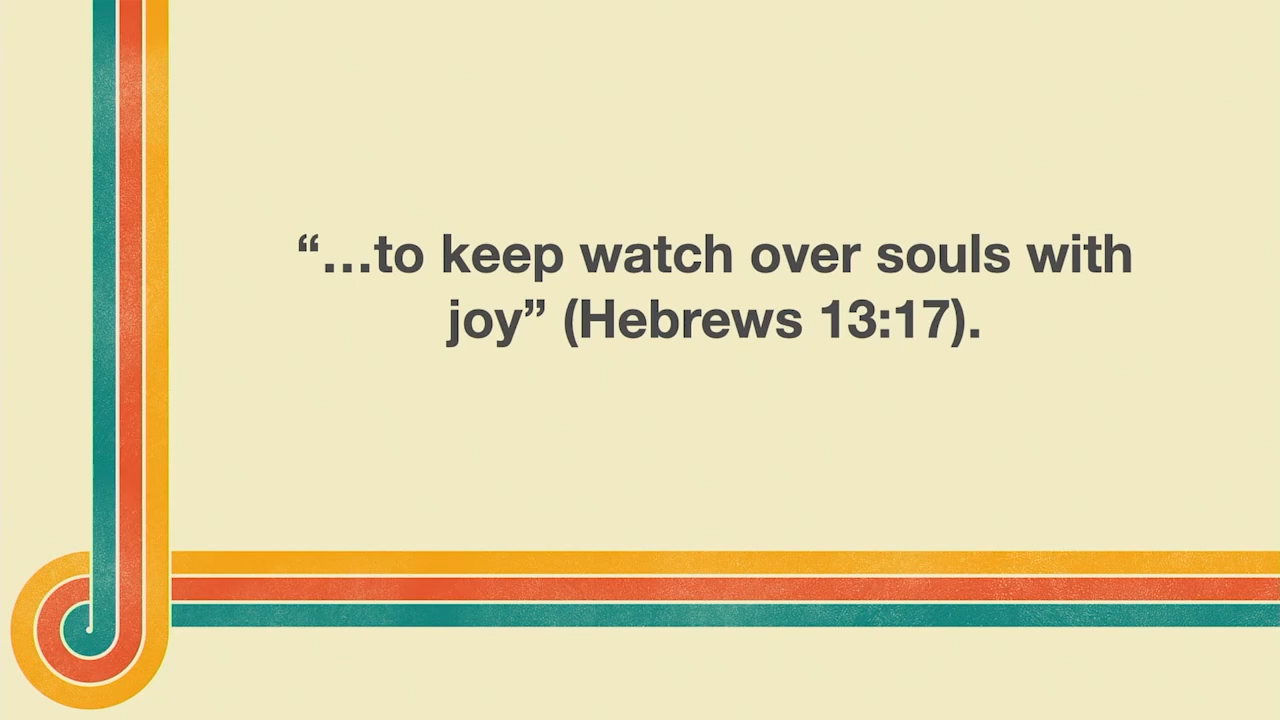 “…to keep watch over souls with
joy” (Hebrews 13:17).